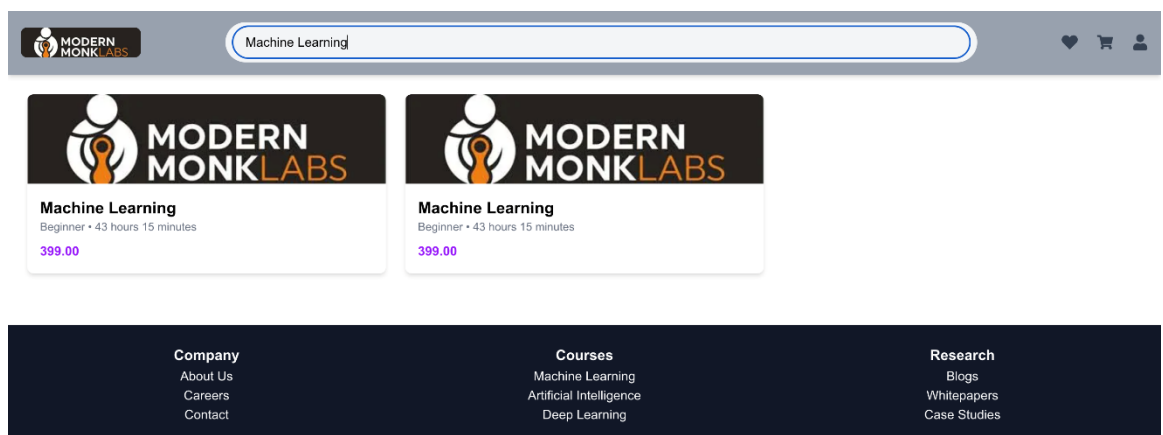 MODERN
MONKLABS
Machine Learning
MODERN
MONKLABS
Machine Learning
Beginner • 43 hours 15 minutes
399.00
MODERN
MONKLABS
Machine Learning
Beginner • 43 hours 15 minutes
399.00
Company
About Us
Careers
Contact
Courses
Machine Learning
Artificial Intelligence
Deep Learning
Research
Blogs
Whitepapers
Case Studies